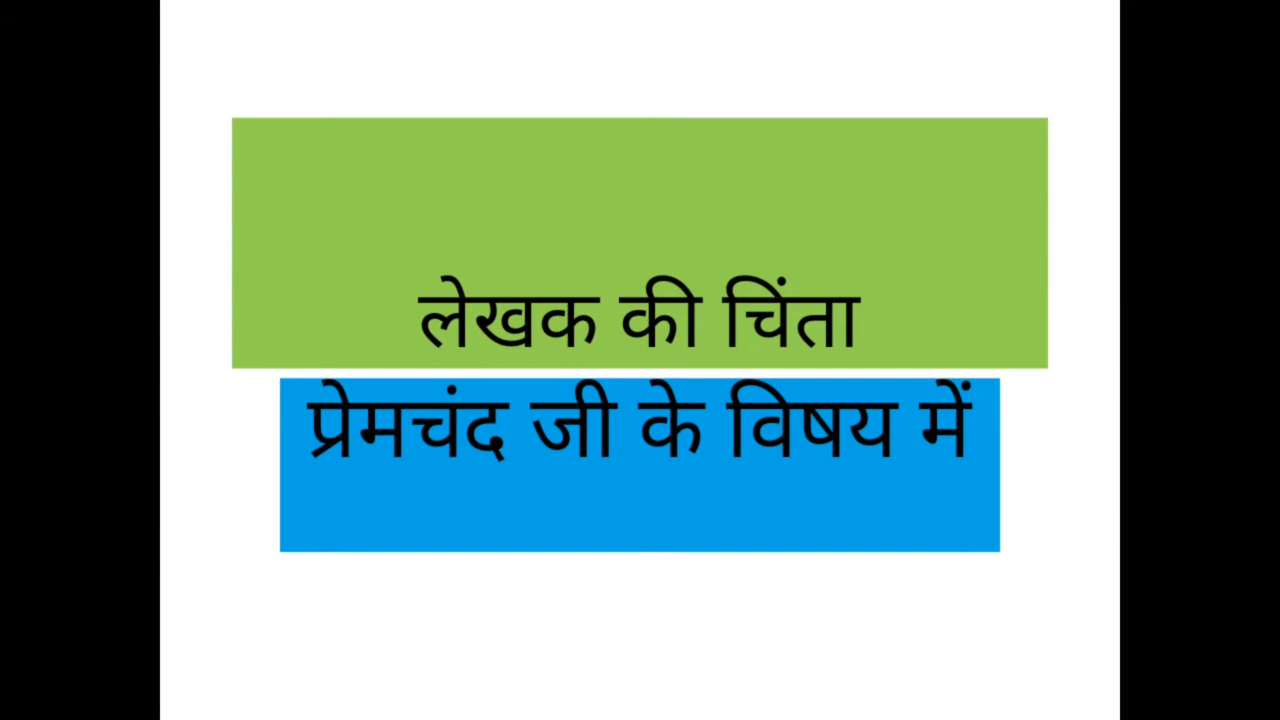 लेखक की चिंता
प्रेमचंद जी के विषय में